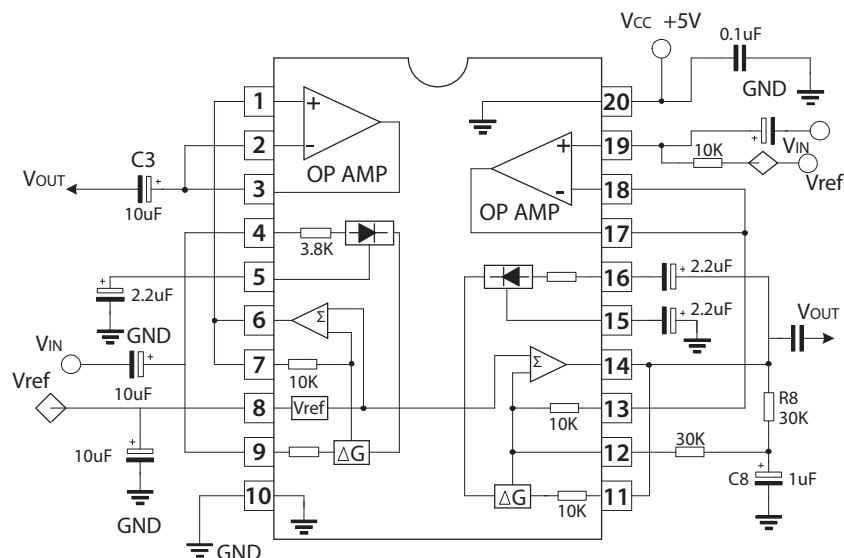 Vcc +5V
0.1uF
GND
1
2
3
4
5
6
7
8
9
10
20
19
18
17
16
15
14
13
12
11
+
-
OP AMP
+
-
OP AMP
C3
+
10uF
VOUT
3.8K
+
2.2uF
GND
VIN
+
10uF
Vref
+
10uF
GND
GND
Σ
10K
Vref
ΔG
Σ
10K
ΔG
10K
+
VIN
10K
Vref
+
2.2uF
+
2.2uF
VOUT
R8
30K
30K
+
C8
1uF